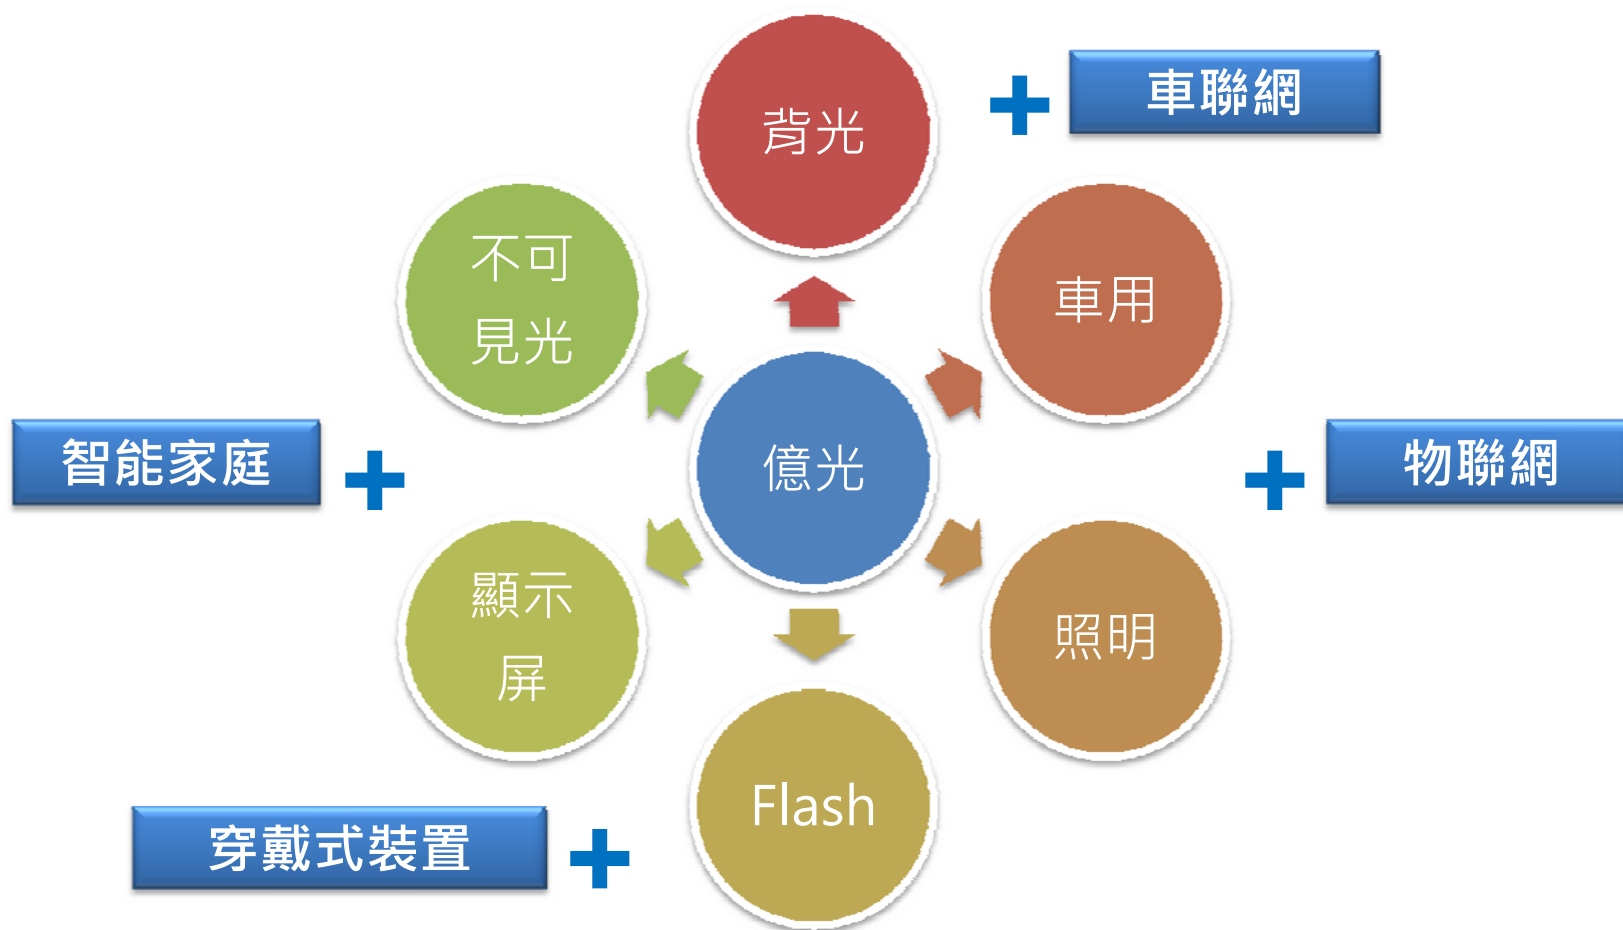 背光
車聯網
不可
見光
車用
智能家庭
億光
物聯網
顯示
屏
照明
Flash
穿戴式裝置